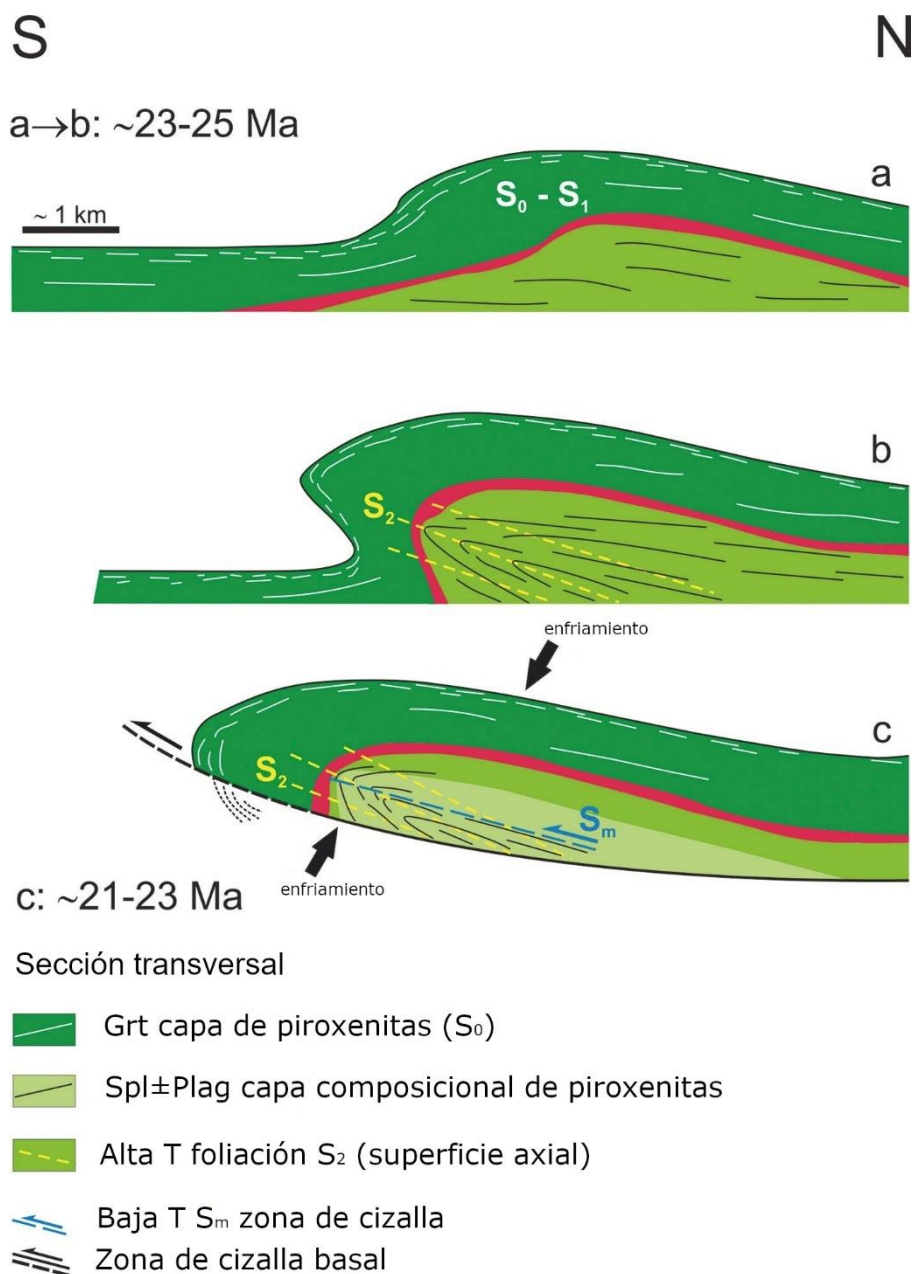 S
N
a→b: ~23-25 Ma
a
~ 1 km
S₀ - S₁
b
S₂
enfriamiento
c
S₂
Sₘ
enfriamiento
c: ~21-23 Ma
Sección transversal
Grt capa de piroxenitas (S₀)
Spl±Plag capa composicional de piroxenitas
Alta T foliación S₂ (superficie axial)
Baja T Sₘ zona de cizalla
Zona de cizalla basal